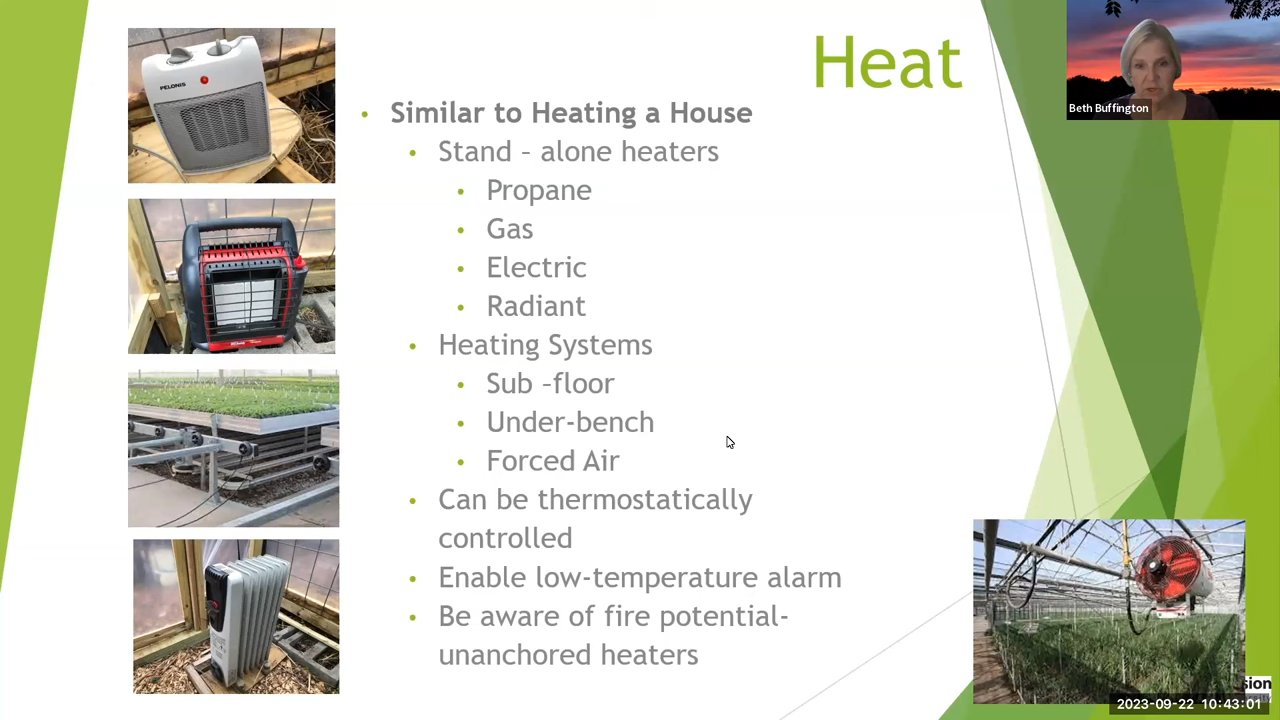 Heat
Beth Buffington
PELONIS
• Similar to Heating a House
• Stand – alone heaters
• Propane
• Gas
• Electric
• Radiant
• Heating Systems
• Sub –floor
• Under-bench
• Forced Air
• Can be thermostatically
controlled
• Enable low-temperature alarm
• Be aware of fire potential-
unanchored heaters
sion
2023-09-22 10:43:01